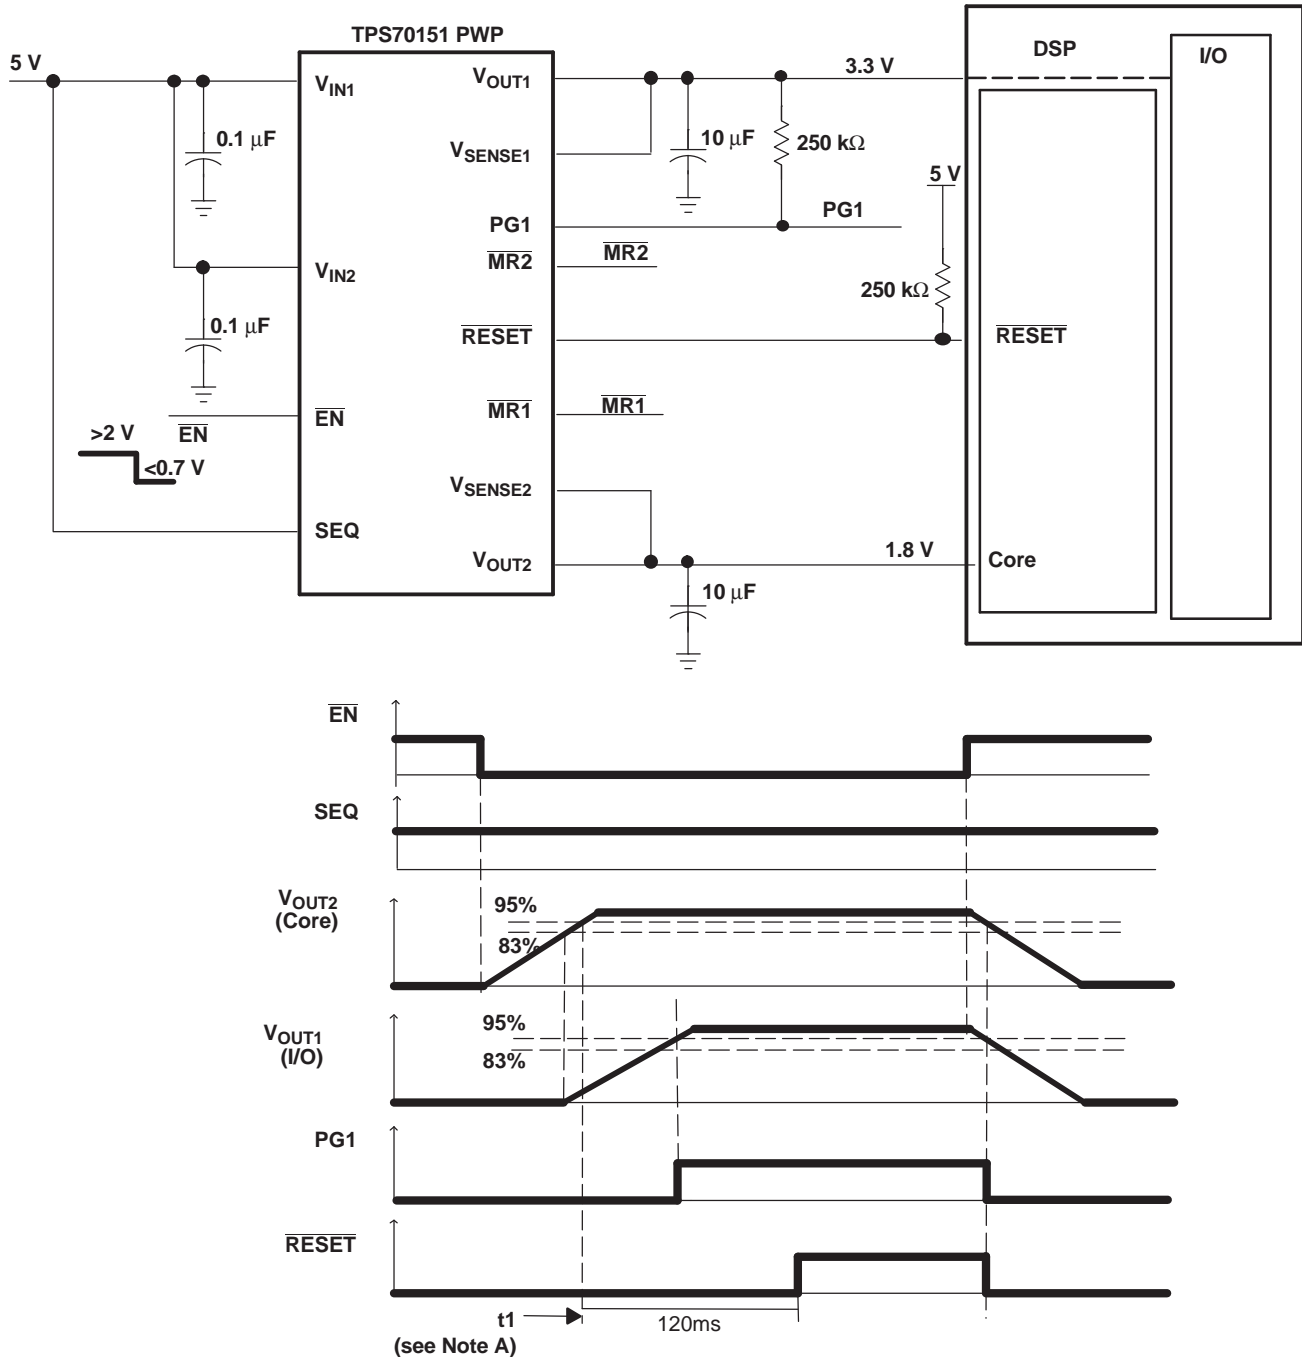 TPS70151 PWP
5 V
VIN1
0.1 μF
VIN2
0.1 μF
EN
EN
>2 V
<0.7 V
SEQ
VOUT1
VSENSE1
PG1
MR2
RESET
MR1
VSENSE2
VOUT2
3.3 V
10 μF
250 kΩ
PG1
MR2
5 V
250 kΩ
MR1
1.8 V
10 μF
DSP
I/O
RESET
Core
EN
SEQ
VOUT2
(Core)
95%
83%
VOUT1
(I/O)
95%
83%
PG1
RESET
t1
(see Note A)
120ms